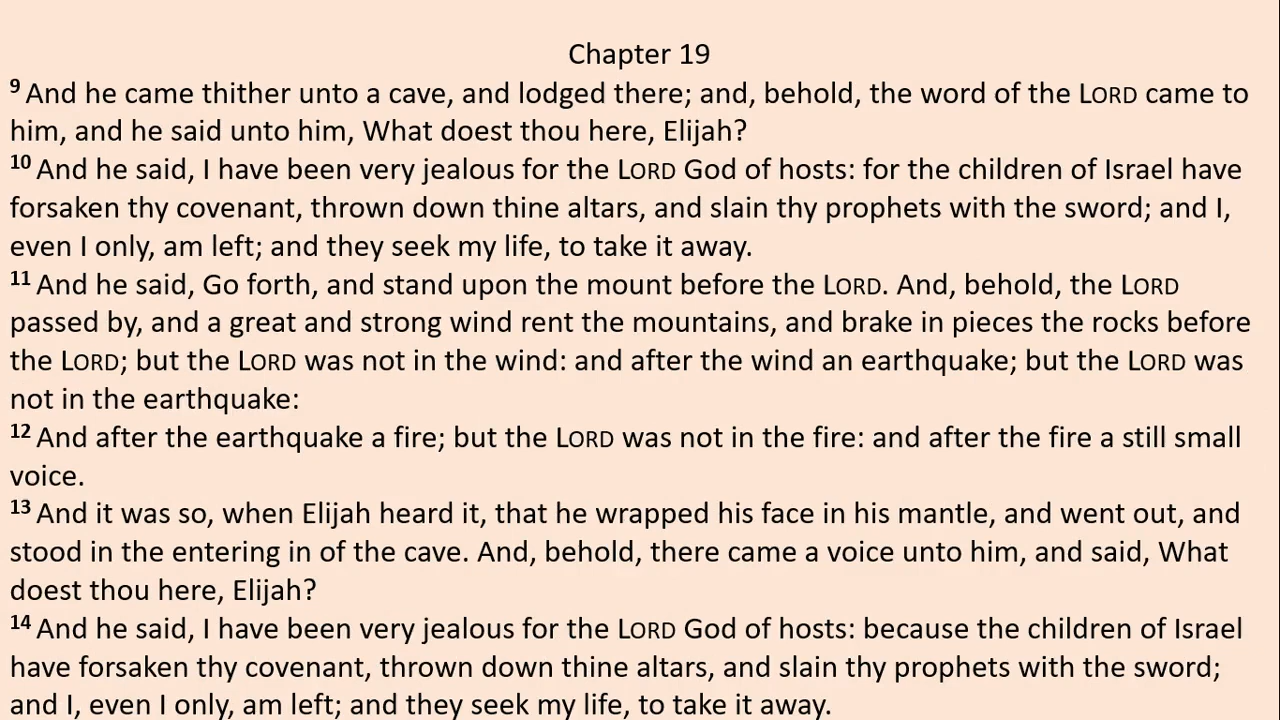 Chapter 19
9 And he came thither unto a cave, and lodged there; and, behold, the word of the LORD came to
him, and he said unto him, What doest thou here, Elijah?
10 And he said, I have been very jealous for the LORD God of hosts: for the children of Israel have
forsaken thy covenant, thrown down thine altars, and slain thy prophets with the sword; and I,
even I only, am left; and they seek my life, to take it away.
11 And he said, Go forth, and stand upon the mount before the LORD. And, behold, the LORD
passed by, and a great and strong wind rent the mountains, and brake in pieces the rocks before
the LORD; but the LORD was not in the wind: and after the wind an earthquake; but the LORD was
not in the earthquake:
12 And after the earthquake a fire; but the LORD was not in the fire: and after the fire a still small
voice.
13 And it was so, when Elijah heard it, that he wrapped his face in his mantle, and went out, and
stood in the entering in of the cave. And, behold, there came a voice unto him, and said, What
doest thou here, Elijah?
14 And he said, I have been very jealous for the LORD God of hosts: because the children of Israel
have forsaken thy covenant, thrown down thine altars, and slain thy prophets with the sword;
and I, even I only, am left; and they seek my life, to take it away.